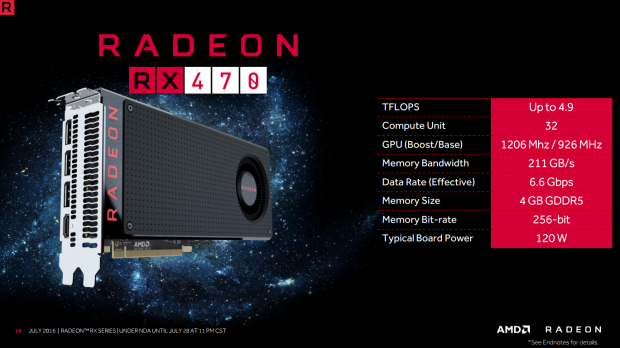 R
RADEON
RX470
RADEON
RADEON
AMD
TFLOPS Up to 4.9
Compute Unit 32
GPU (Boost/Base) 1206 Mhz / 926 MHz
Memory Bandwidth 211 GB/s
Data Rate (Effective) 6.6 Gbps
Memory Size 4 GB GDDR5
Memory Bit-rate 256-bit
Typical Board Power 120 W
18 JULY 2016 | RADEON™ RX SERIES | UNDER NDA UNTIL JULY 28 AT 11 PM CST
AMD RADEON
*See Endnotes for details.